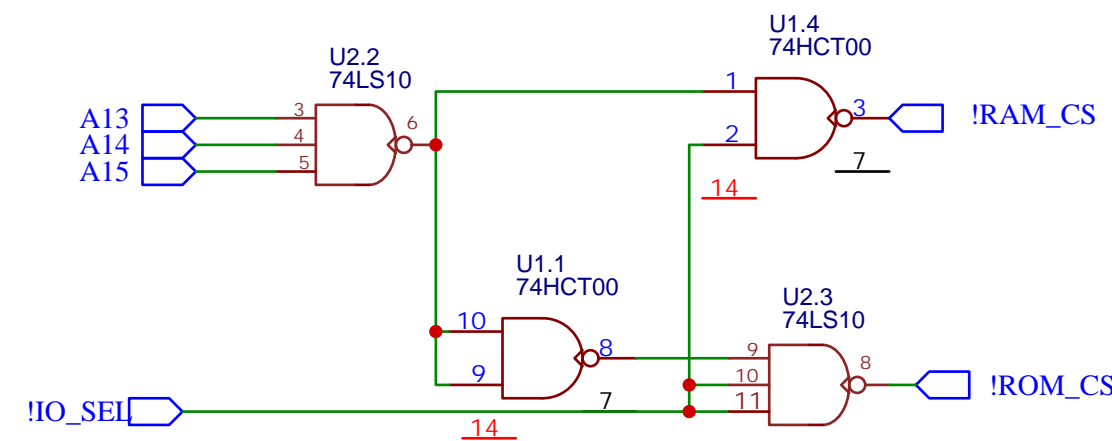 U1.4
74HCT00
U2.2
74LS10
1
3
!RAM_CS
2
7
14
A13
3
A14
4
6
A15
5
U1.1
74HCT00
10
8
9
7
14
U2.3
74LS10
9
10
8
11
!ROM_CS
!IO_SEL